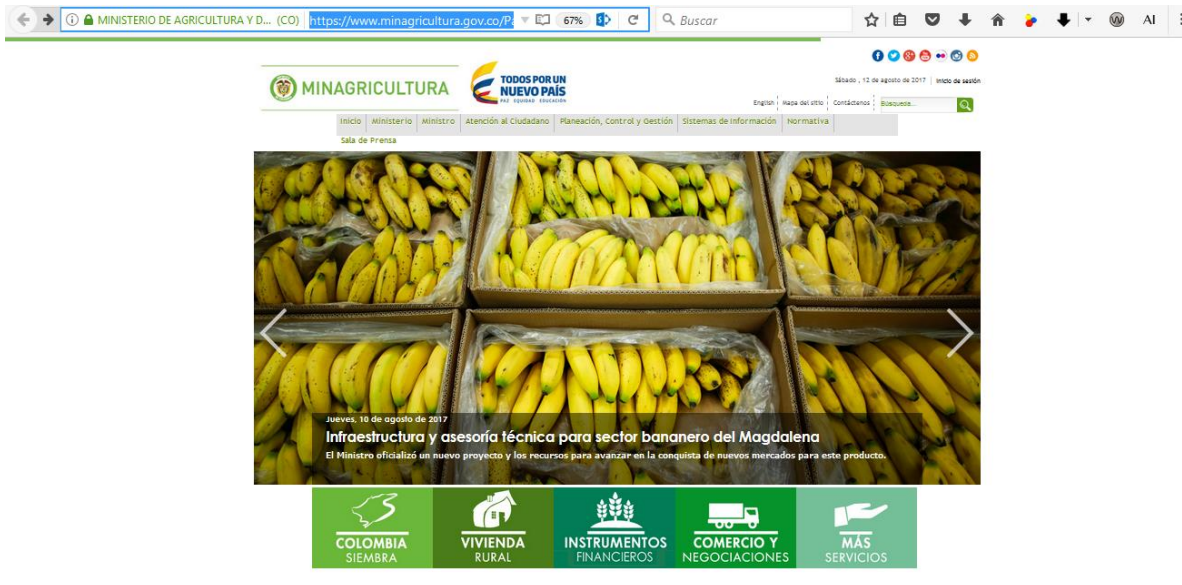 MINISTERIO DE AGRICULTURA Y D... (CO) https://www.minagricultura.gov.co/Pa 67% Buscar
MINAGRICULTURA
TODOS POR UN
NUEVO PAÍS
PAZ EQUIDAD EDUCACIÓN
Sábado , 12 de agosto de 2017 Inicio de sesión
English Mapa del sitio Contáctenos Búsqueda...
Inicio Ministerio Ministro Atención al Ciudadano Planeación, Control y Gestión Sistemas de Información Normativa
Sala de Prensa
Jueves, 10 de agosto de 2017
Infraestructura y asesoría técnica para sector bananero del Magdalena
El Ministro oficializó un nuevo proyecto y los recursos para avanzar en la conquista de nuevos mercados para este producto.
COLOMBIA
SIEMBRA
VIVIENDA
RURAL
INSTRUMENTOS
FINANCIEROS
COMERCIO Y
NEGOCIACIONES
MÁS
SERVICIOS